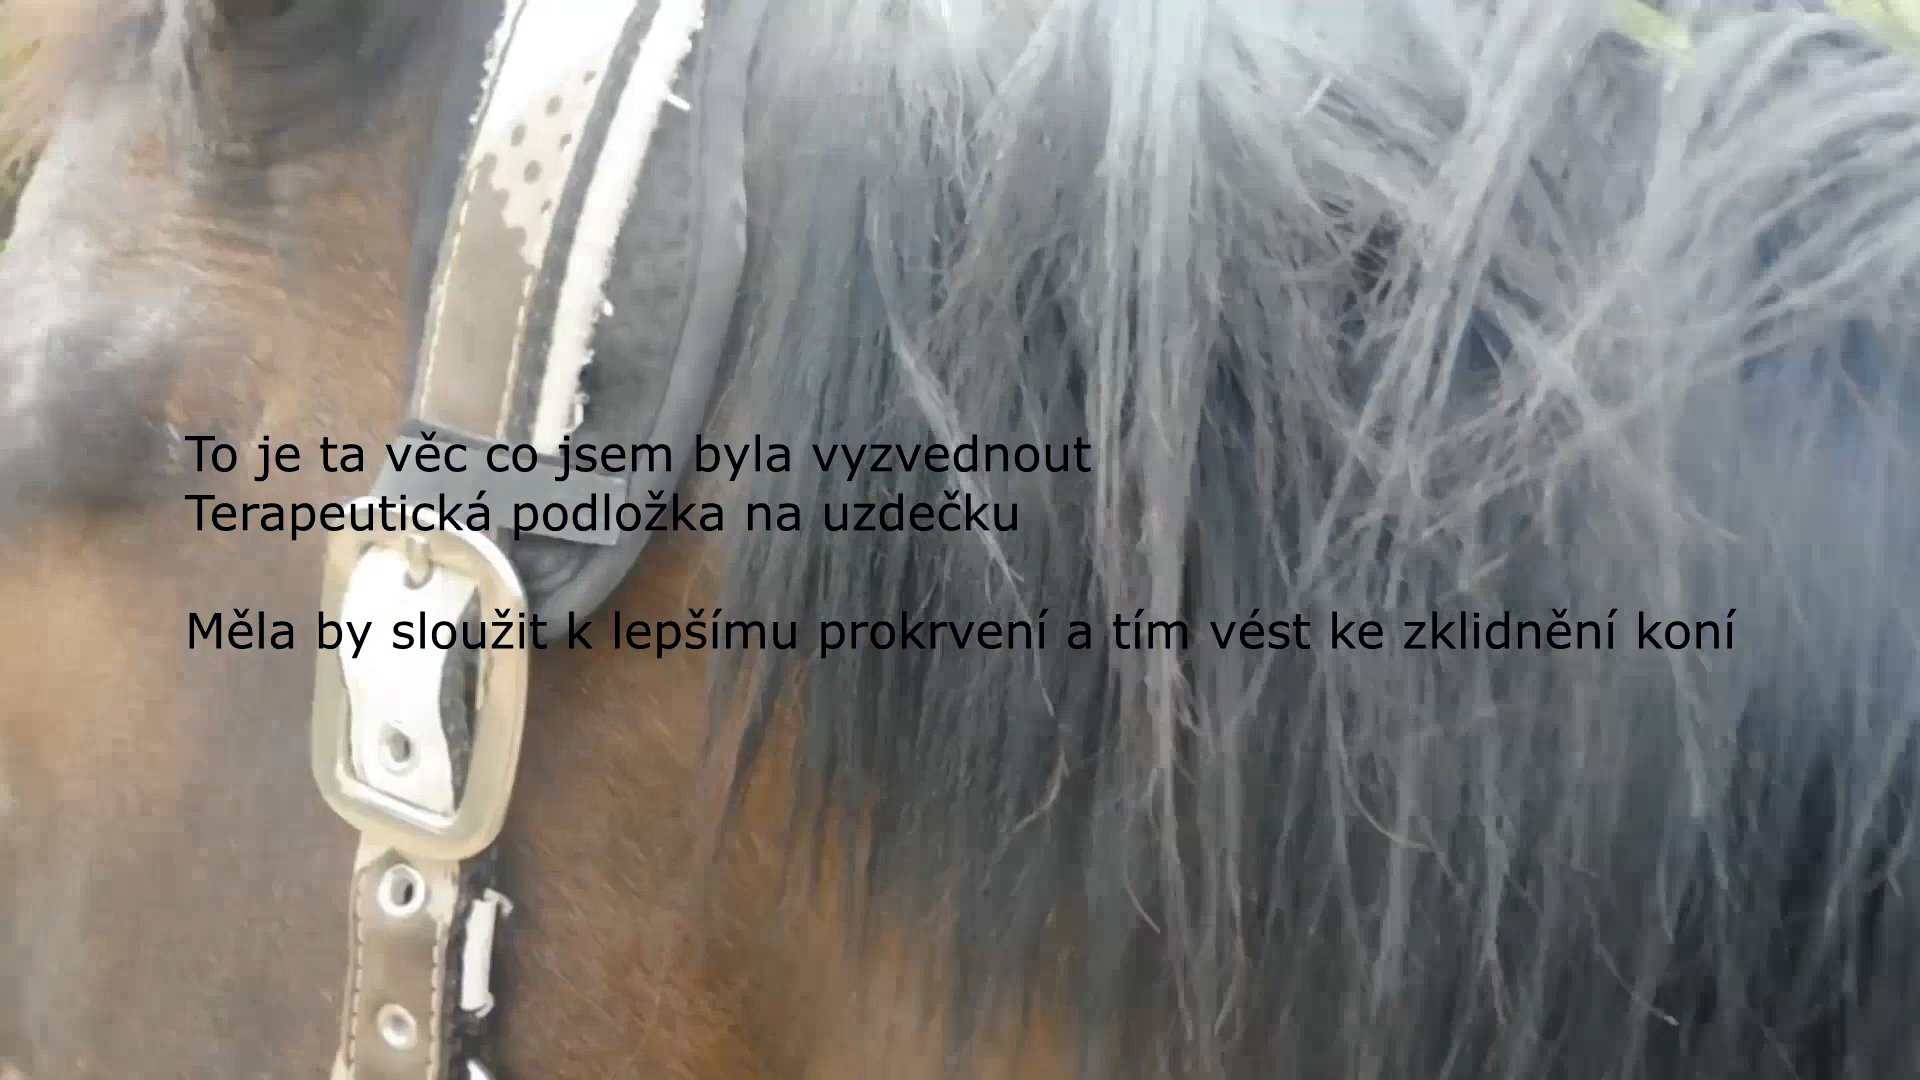 To je ta věc co jsem byla vyzvednout
Terapeutická podložka na uzdečku
Měla by sloužit k lepšímu prokrvení a tím vést ke zklidnění koní